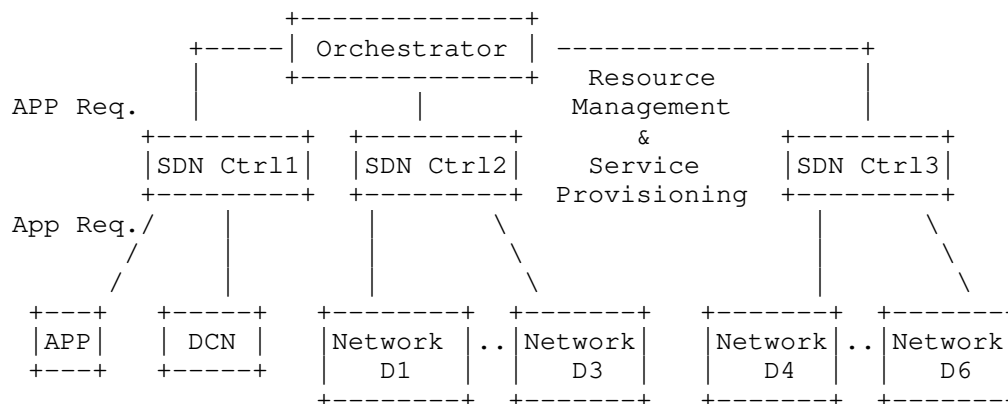 Orchestrator
Resource
APP Req. Management
&
SDN Ctrl1 SDN Ctrl2 Service SDN Ctrl3
Provisioning
App Req.
APP DCN Network .. Network Network .. Network
D1 D3 D4 D6